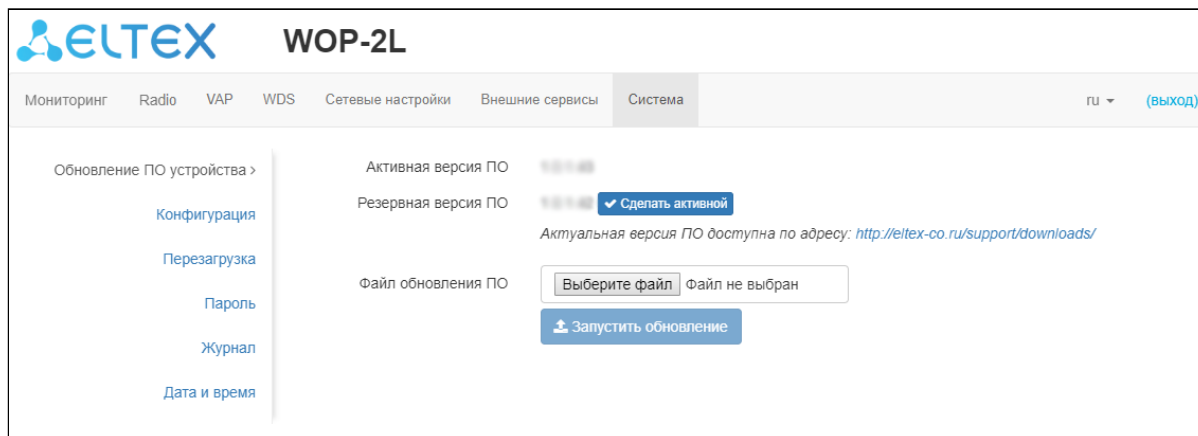 ELTEX WOP-2L
Мониторинг Radio VAP WDS Сетевые настройки Внешние сервисы Система ru (выход)
Обновление ПО устройства >
Конфигурация
Перезагрузка
Пароль
Журнал
Дата и время
Активная версия ПО
Резервная версия ПО Сделать активной
Актуальная версия ПО доступна по адресу: http://eltex-co.ru/support/downloads/
Файл обновления ПО Выберите файл Файл не выбран
Запустить обновление